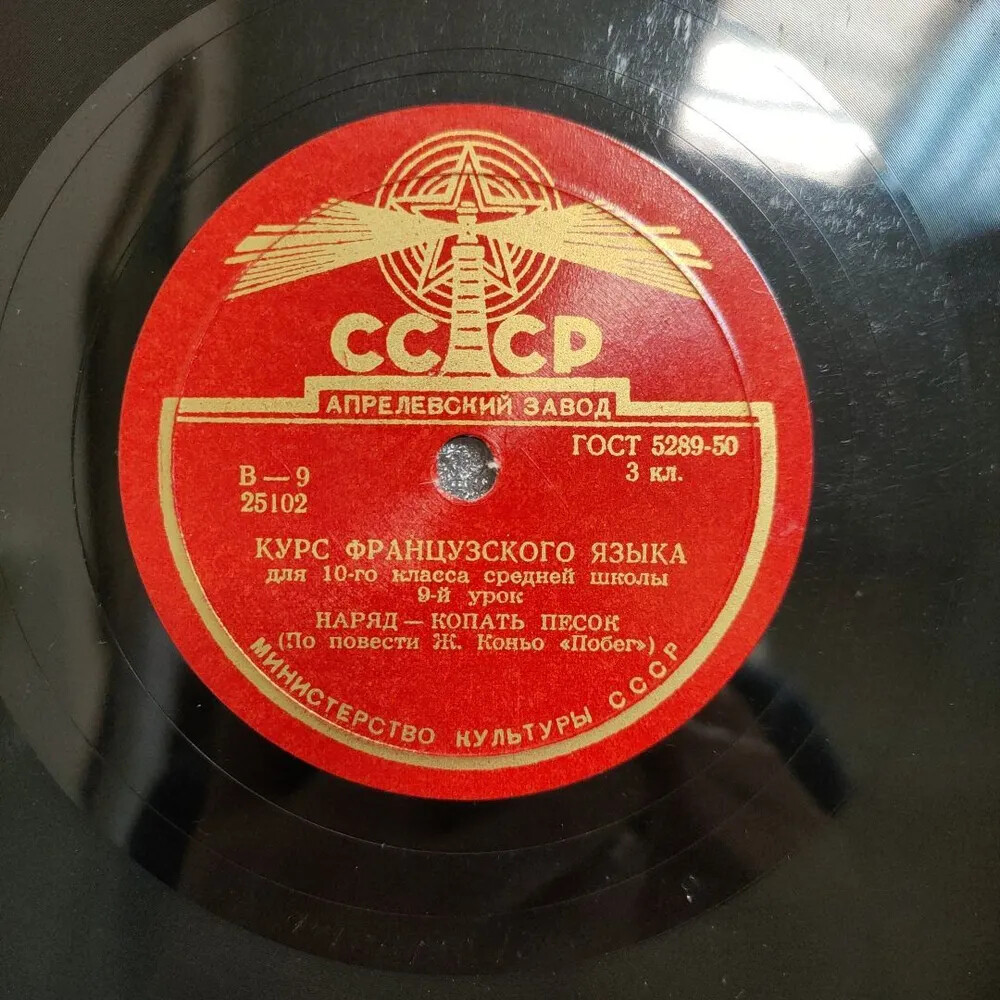 СССР
АПРЕЛЕВСКИЙ ЗАВОД
ГОСТ 5289-50
3 кл.
В — 9
25102
КУРС ФРАНЦУЗСКОГО ЯЗЫКА
для 10-го класса средней школы
9-й урок
НАРЯД — КОПАТЬ ПЕСОК
(По повести Ж. Коньо «Побег»)
МИНИСТЕРСТВО КУЛЬТУРЫ СССР